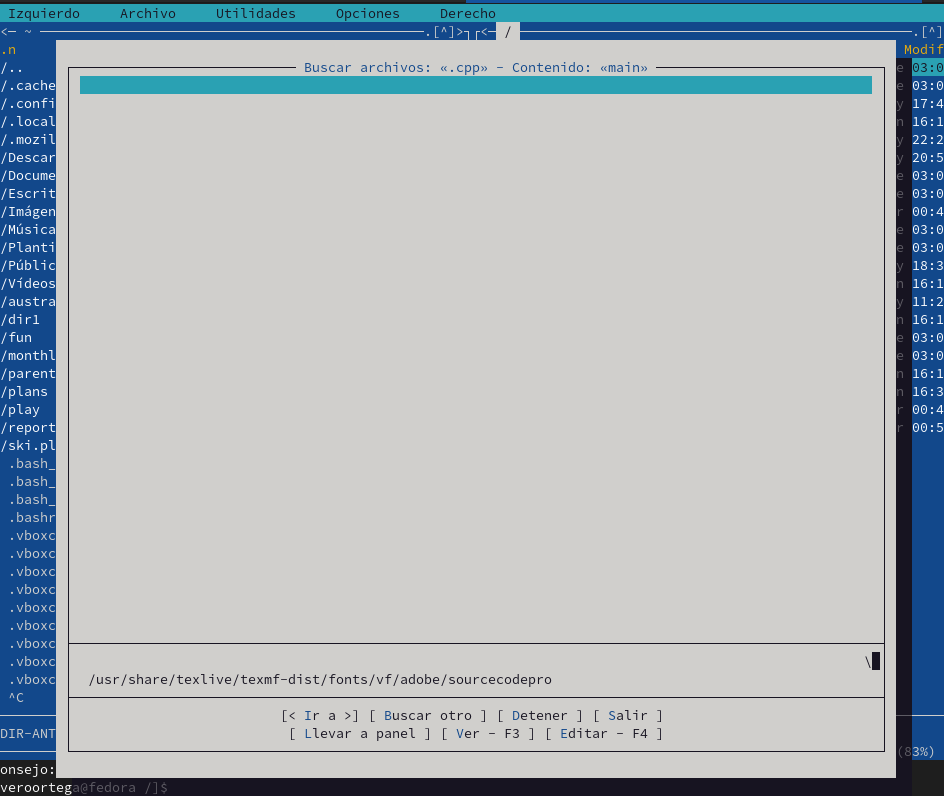 Izquierdo Archivo Utilidades Opciones Derecho
<─ ~ .[^]> <─ / .[^]
.n Modif
Buscar archivos: «.cpp» - Contenido: «main»
/.. e 03:0
/.cache e 03:0
/.confi y 17:4
/.local n 16:1
/.mozil y 22:2
/Descar y 20:5
/Docume e 03:0
/Escrit e 03:0
/Imágen r 00:4
/Música e 03:0
/Planti e 03:0
/Públic y 18:3
/Vídeos n 16:1
/austra y 11:2
/dir1 n 16:1
/fun e 03:0
/monthl e 03:0
/parent n 16:1
/plans n 16:3
/play r 00:4
/report r 00:5
/ski.pl
.bash_
.bash_
.bash_
.bashr
.vboxc
.vboxc
.vboxc
.vboxc
.vboxc
.vboxc
.vboxc
.vboxc
.vboxc
\
/usr/share/texlive/texmf-dist/fonts/vf/adobe/sourcecodepro
^C
[< Ir a >] [ Buscar otro ] [ Detener ] [ Salir ]
DIR-ANT [ Llevar a panel ] [ Ver - F3 ] [ Editar - F4 ]
(83%)
onsejo:
veroortega@fedora /]$